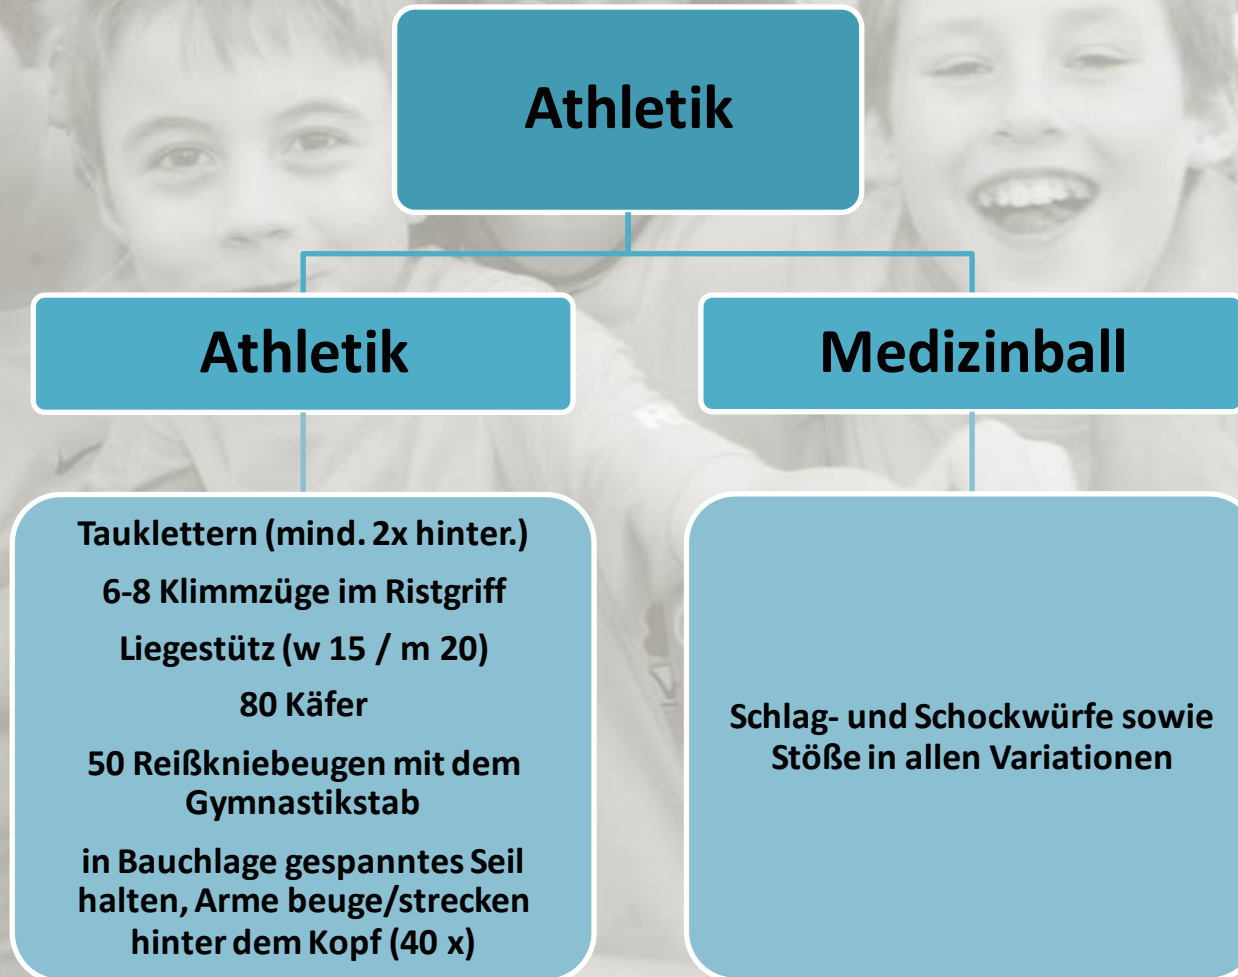 Athletik
Athletik
Tauklettern (mind. 2x hinter.)
6-8 Klimmzüge im Ristgriff
Liegestütz (w 15 / m 20)
80 Käfer
50 Reißkniebeugen mit dem
Gymnastikstab
in Bauchlage gespanntes Seil
halten, Arme beuge/strecken
hinter dem Kopf (40 x)
Medizinball
Schlag- und Schockwürfe sowie
Stöße in allen Variationen